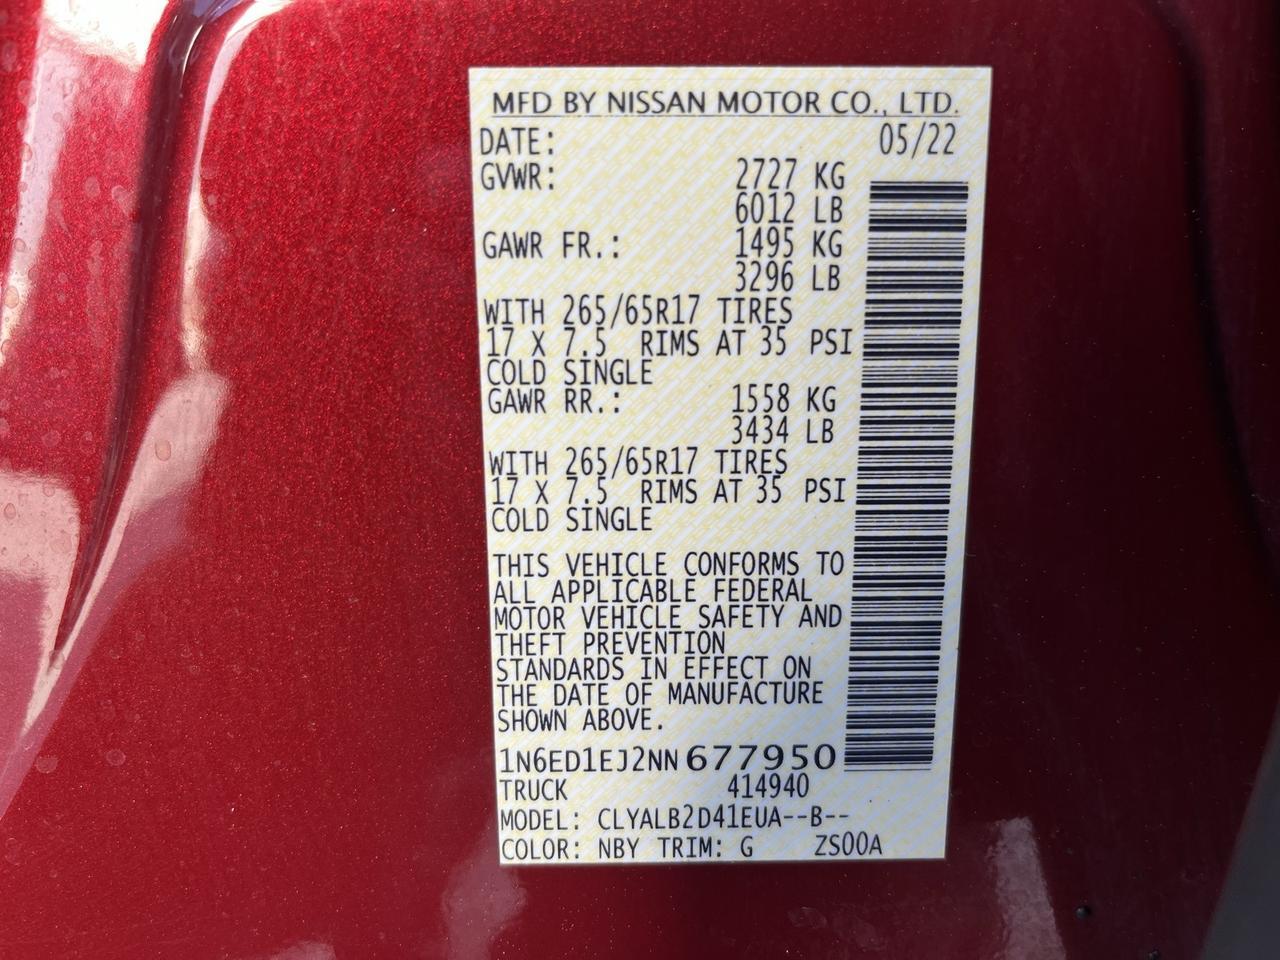 MFD BY NISSAN MOTOR CO., LTD.
DATE: 05/22
GVWR: 2727 KG
6012 LB
GAWR FR.: 1495 KG
3296 LB
WITH 265/65R17 TIRES
17 X 7.5 RIMS AT 35 PSI
COLD SINGLE
GAWR RR.: 1558 KG
3434 LB
WITH 265/65R17 TIRES
17 X 7.5 RIMS AT 35 PSI
COLD SINGLE
THIS VEHICLE CONFORMS TO
ALL APPLICABLE FEDERAL
MOTOR VEHICLE SAFETY AND
THEFT PREVENTION
STANDARDS IN EFFECT ON
THE DATE OF MANUFACTURE
SHOWN ABOVE.
1N6ED1EJ2NN677950
TRUCK 414940
MODEL: CLYALB2D41EUA--B--
COLOR: NBY TRIM: G ZS00A